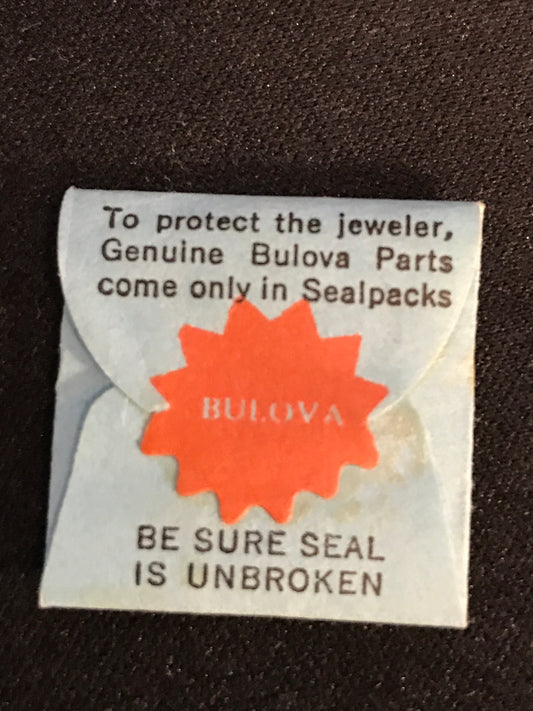 To protect the jeweler,
Genuine Bulova Parts
come only in Sealpacks
BULOVA
BE SURE SEAL
IS UNBROKEN